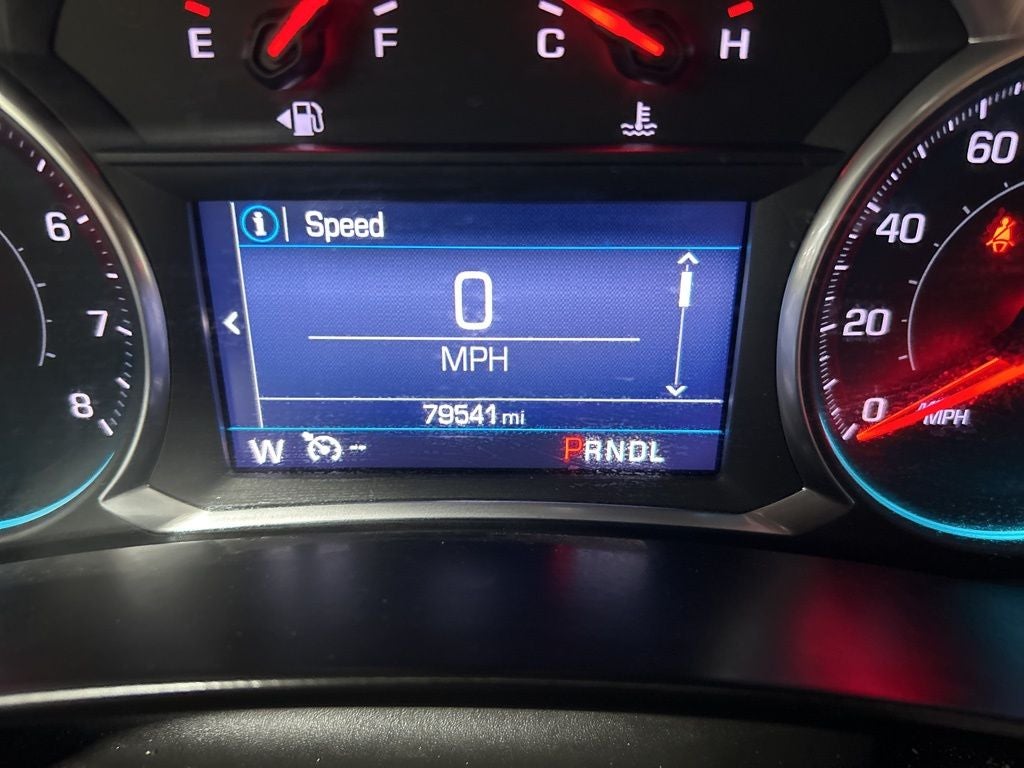 E F C H
60
40
20
0
MPH
6
7
8
i Speed
0
MPH
79541 mi
W -- PRNDL